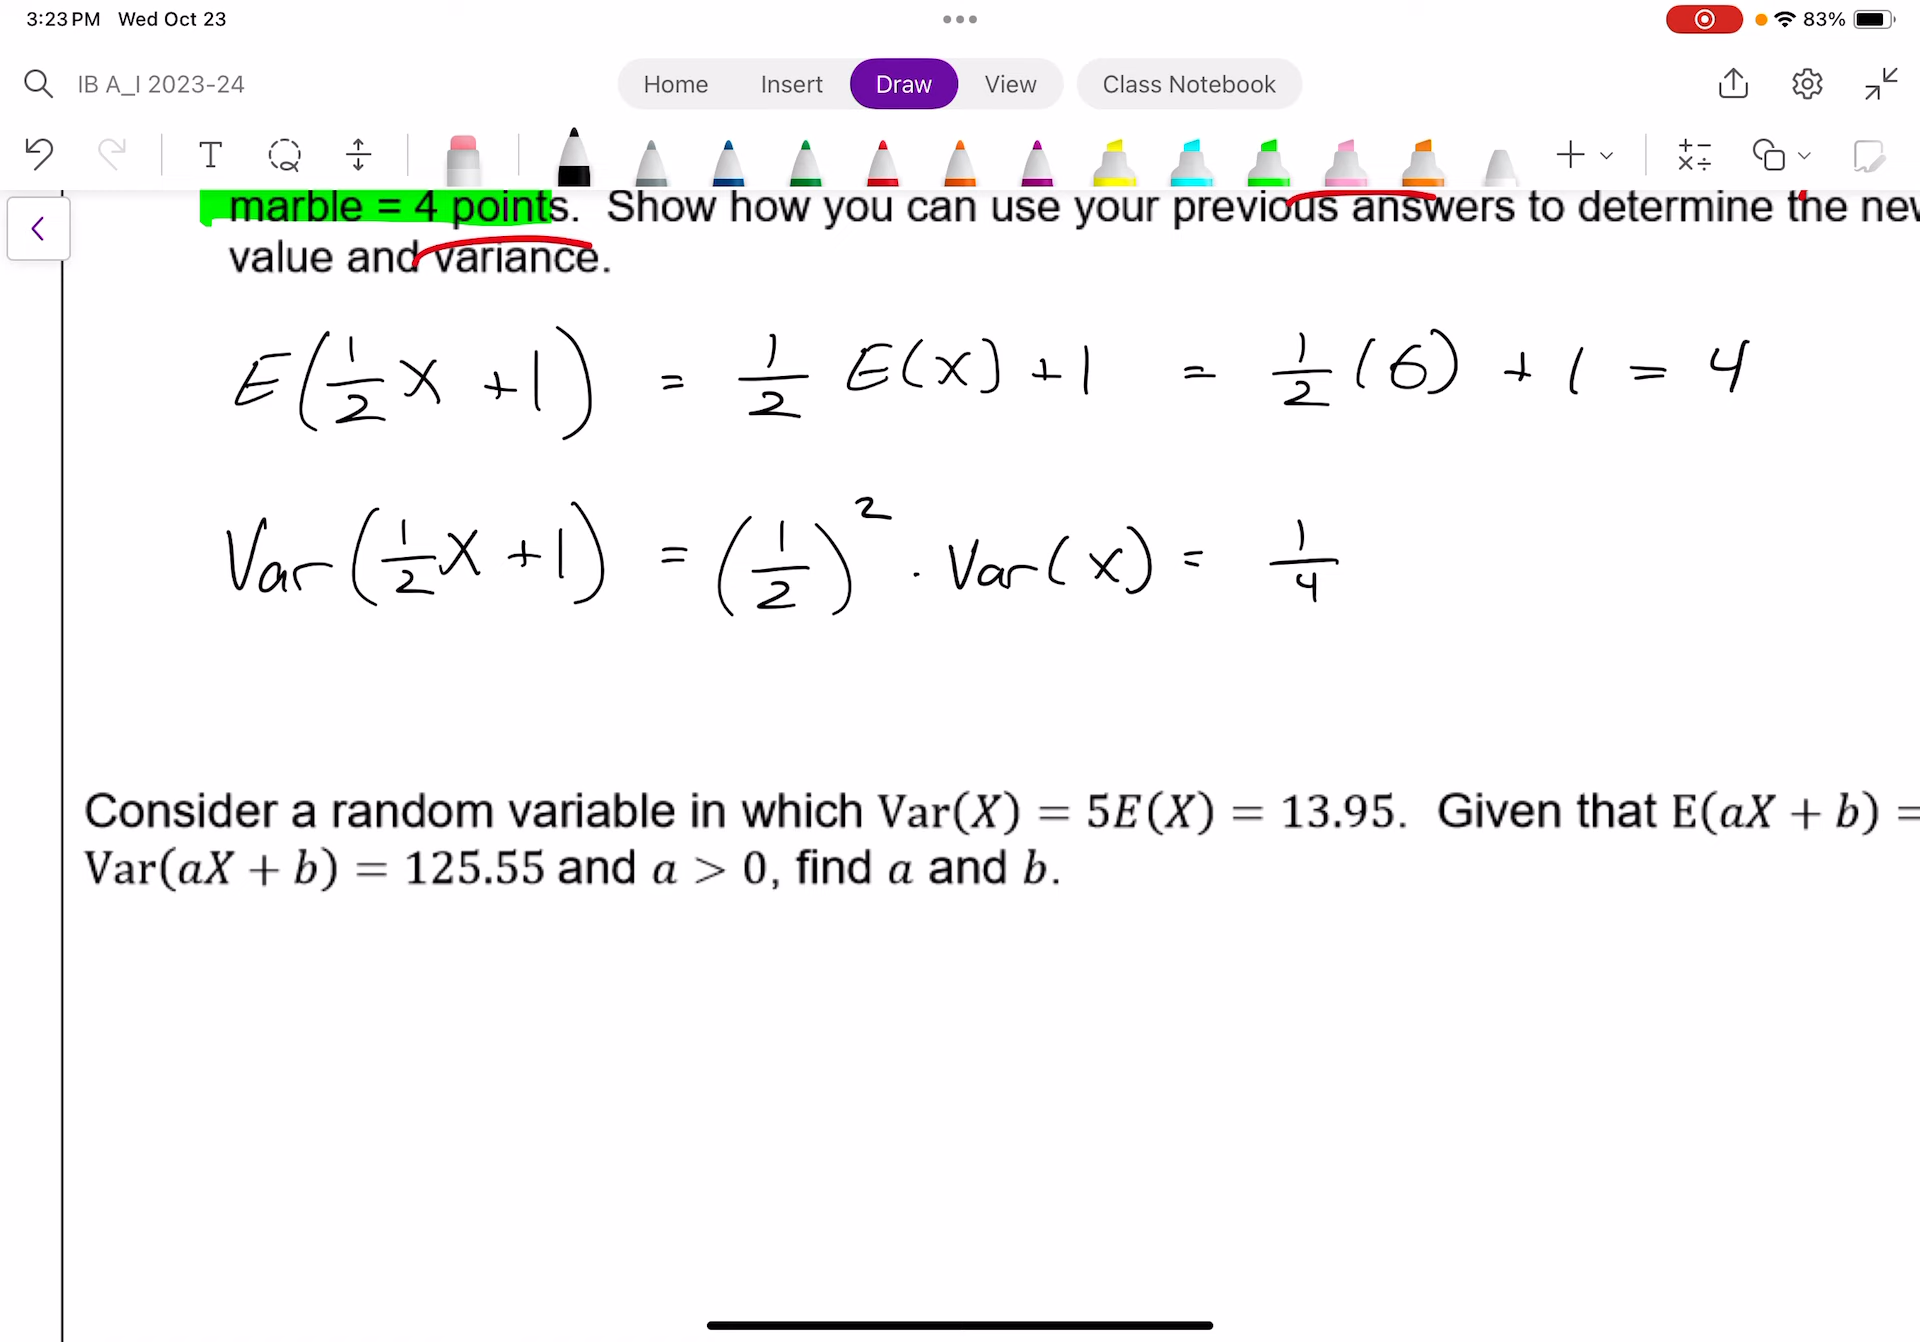 3:23 PM Wed Oct 23 83%
IB A_I 2023-24 Home Insert Draw View Class Notebook
marble = 4 points. Show how you can use your previous answers to determine the
value and variance.
E(1/2 X + 1) = 1/2 E(X) + 1 = 1/2 (6) + 1 = 4
Var(1/2 X + 1) = (1/2)² · Var(X) = 1/4
Consider a random variable in which Var(X) = 5E(X) = 13.95. Given that E(aX + b) =
Var(aX + b) = 125.55 and a > 0, find a and b.